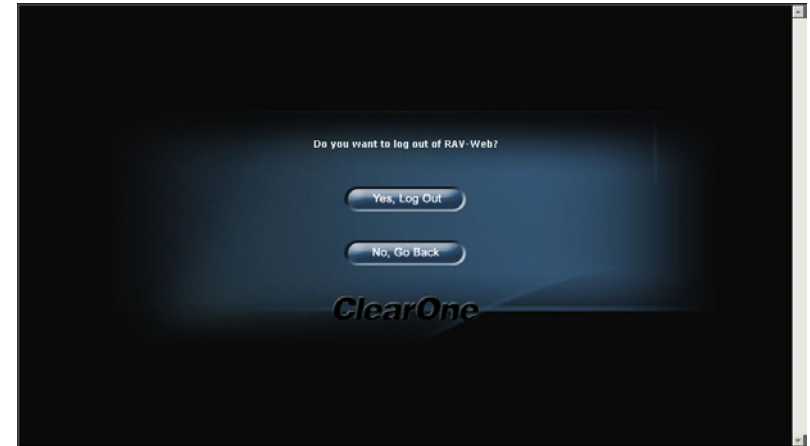 Do you want to log out of RAV-Web?
Yes, Log Out
No, Go Back
ClearOne